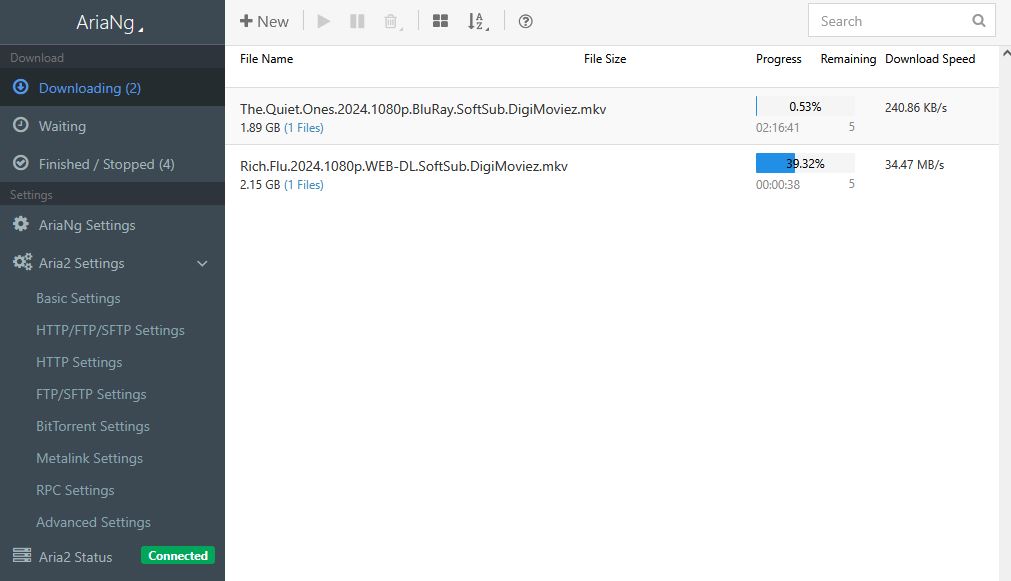 AriaNg
New
Search
Download
Downloading (2)
Waiting
Finished / Stopped (4)
Settings
AriaNg Settings
Aria2 Settings
Basic Settings
HTTP/FTP/SFTP Settings
HTTP Settings
FTP/SFTP Settings
BitTorrent Settings
Metalink Settings
RPC Settings
Advanced Settings
Aria2 Status Connected
File Name File Size Progress Remaining Download Speed
The.Quiet.Ones.2024.1080p.BluRay.SoftSub.DigiMoviez.mkv 0.53% 240.86 KB/s
1.89 GB (1 Files) 02:16:41 5
Rich.Flu.2024.1080p.WEB-DL.SoftSub.DigiMoviez.mkv 39.32% 34.47 MB/s
2.15 GB (1 Files) 00:00:38 5